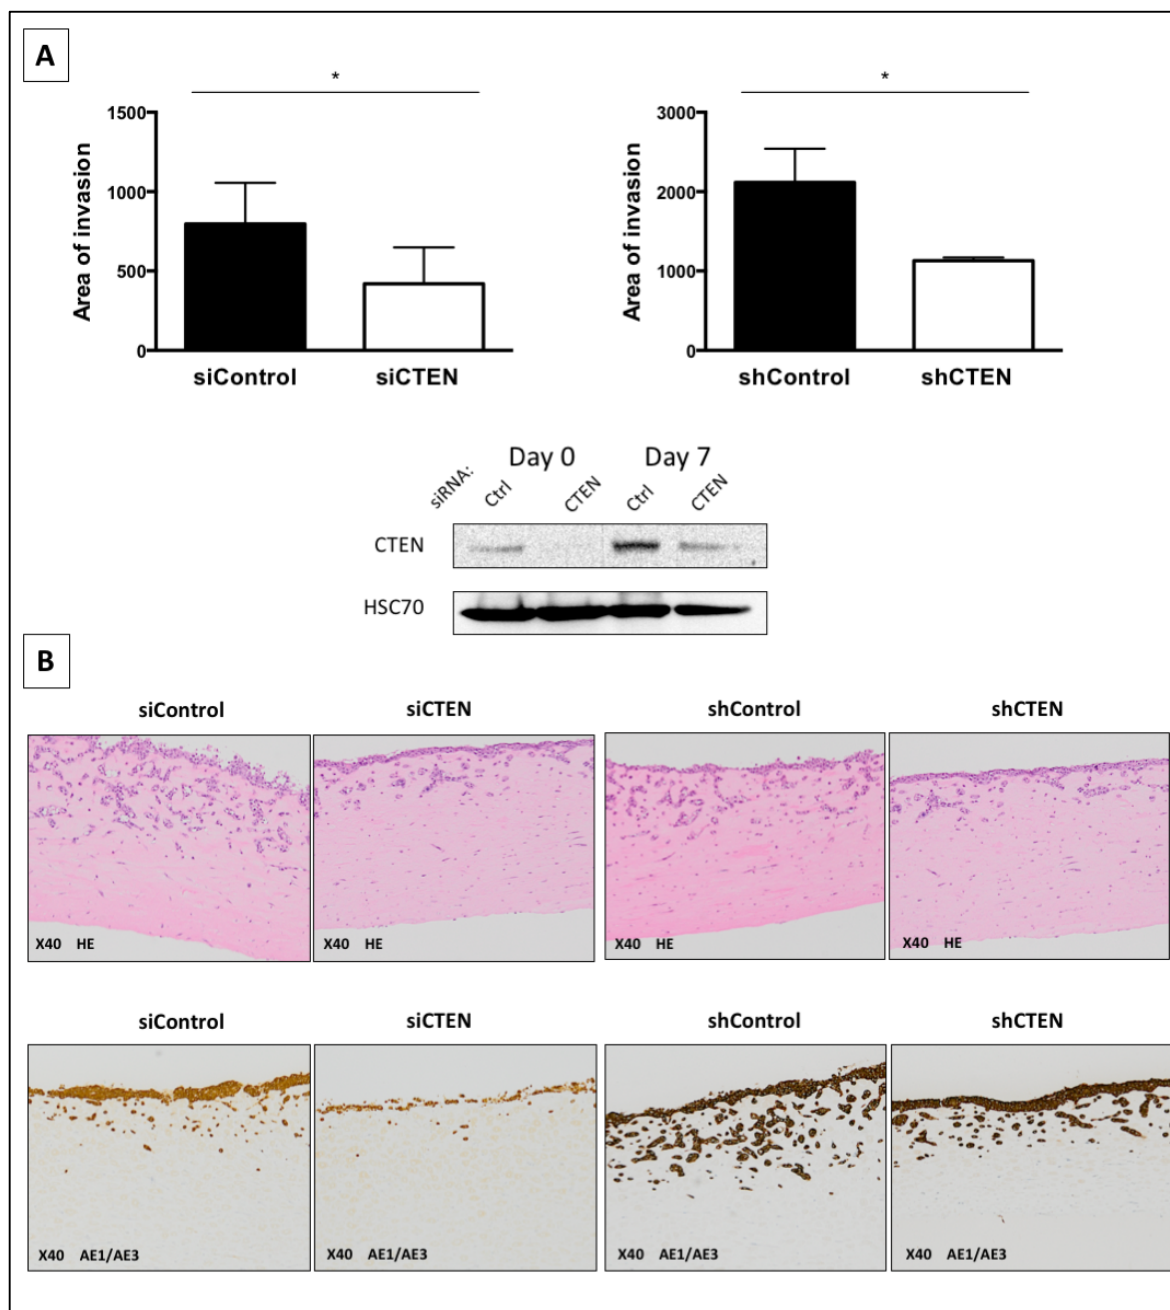 A
*
*
1500
1000
500
0
Area of invasion
siControl
siCTEN
3000
2000
1000
0
Area of invasion
shControl
shCTEN
Day 0
Day 7
siRNA:
Ctrl
CTEN
Ctrl
CTEN
CTEN
HSC70
B
siControl
siCTEN
shControl
shCTEN
X40 HE
X40 HE
X40 HE
X40 HE
siControl
siCTEN
shControl
shCTEN
X40 AE1/AE3
X40 AE1/AE3
X40 AE1/AE3
X40 AE1/AE3